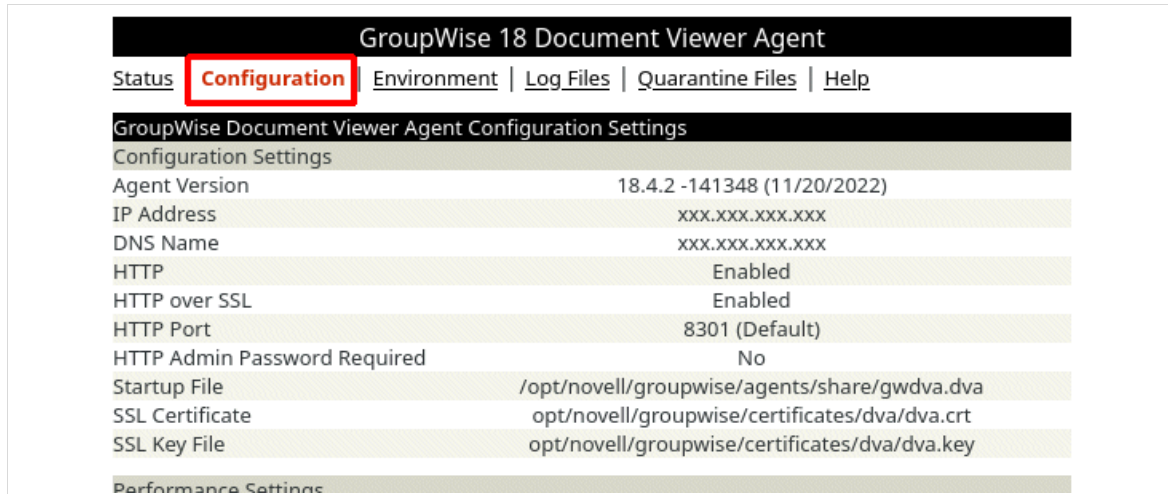 GroupWise 18 Document Viewer Agent
Status | Configuration | Environment | Log Files | Quarantine Files | Help
GroupWise Document Viewer Agent Configuration Settings
Configuration Settings
Agent Version 18.4.2 -141348 (11/20/2022)
IP Address xxx.xxx.xxx.xxx
DNS Name xxx.xxx.xxx.xxx
HTTP Enabled
HTTP over SSL Enabled
HTTP Port 8301 (Default)
HTTP Admin Password Required No
Startup File /opt/novell/groupwise/agents/share/gwdva.dva
SSL Certificate opt/novell/groupwise/certificates/dva/dva.crt
SSL Key File opt/novell/groupwise/certificates/dva/dva.key
Performance Settings